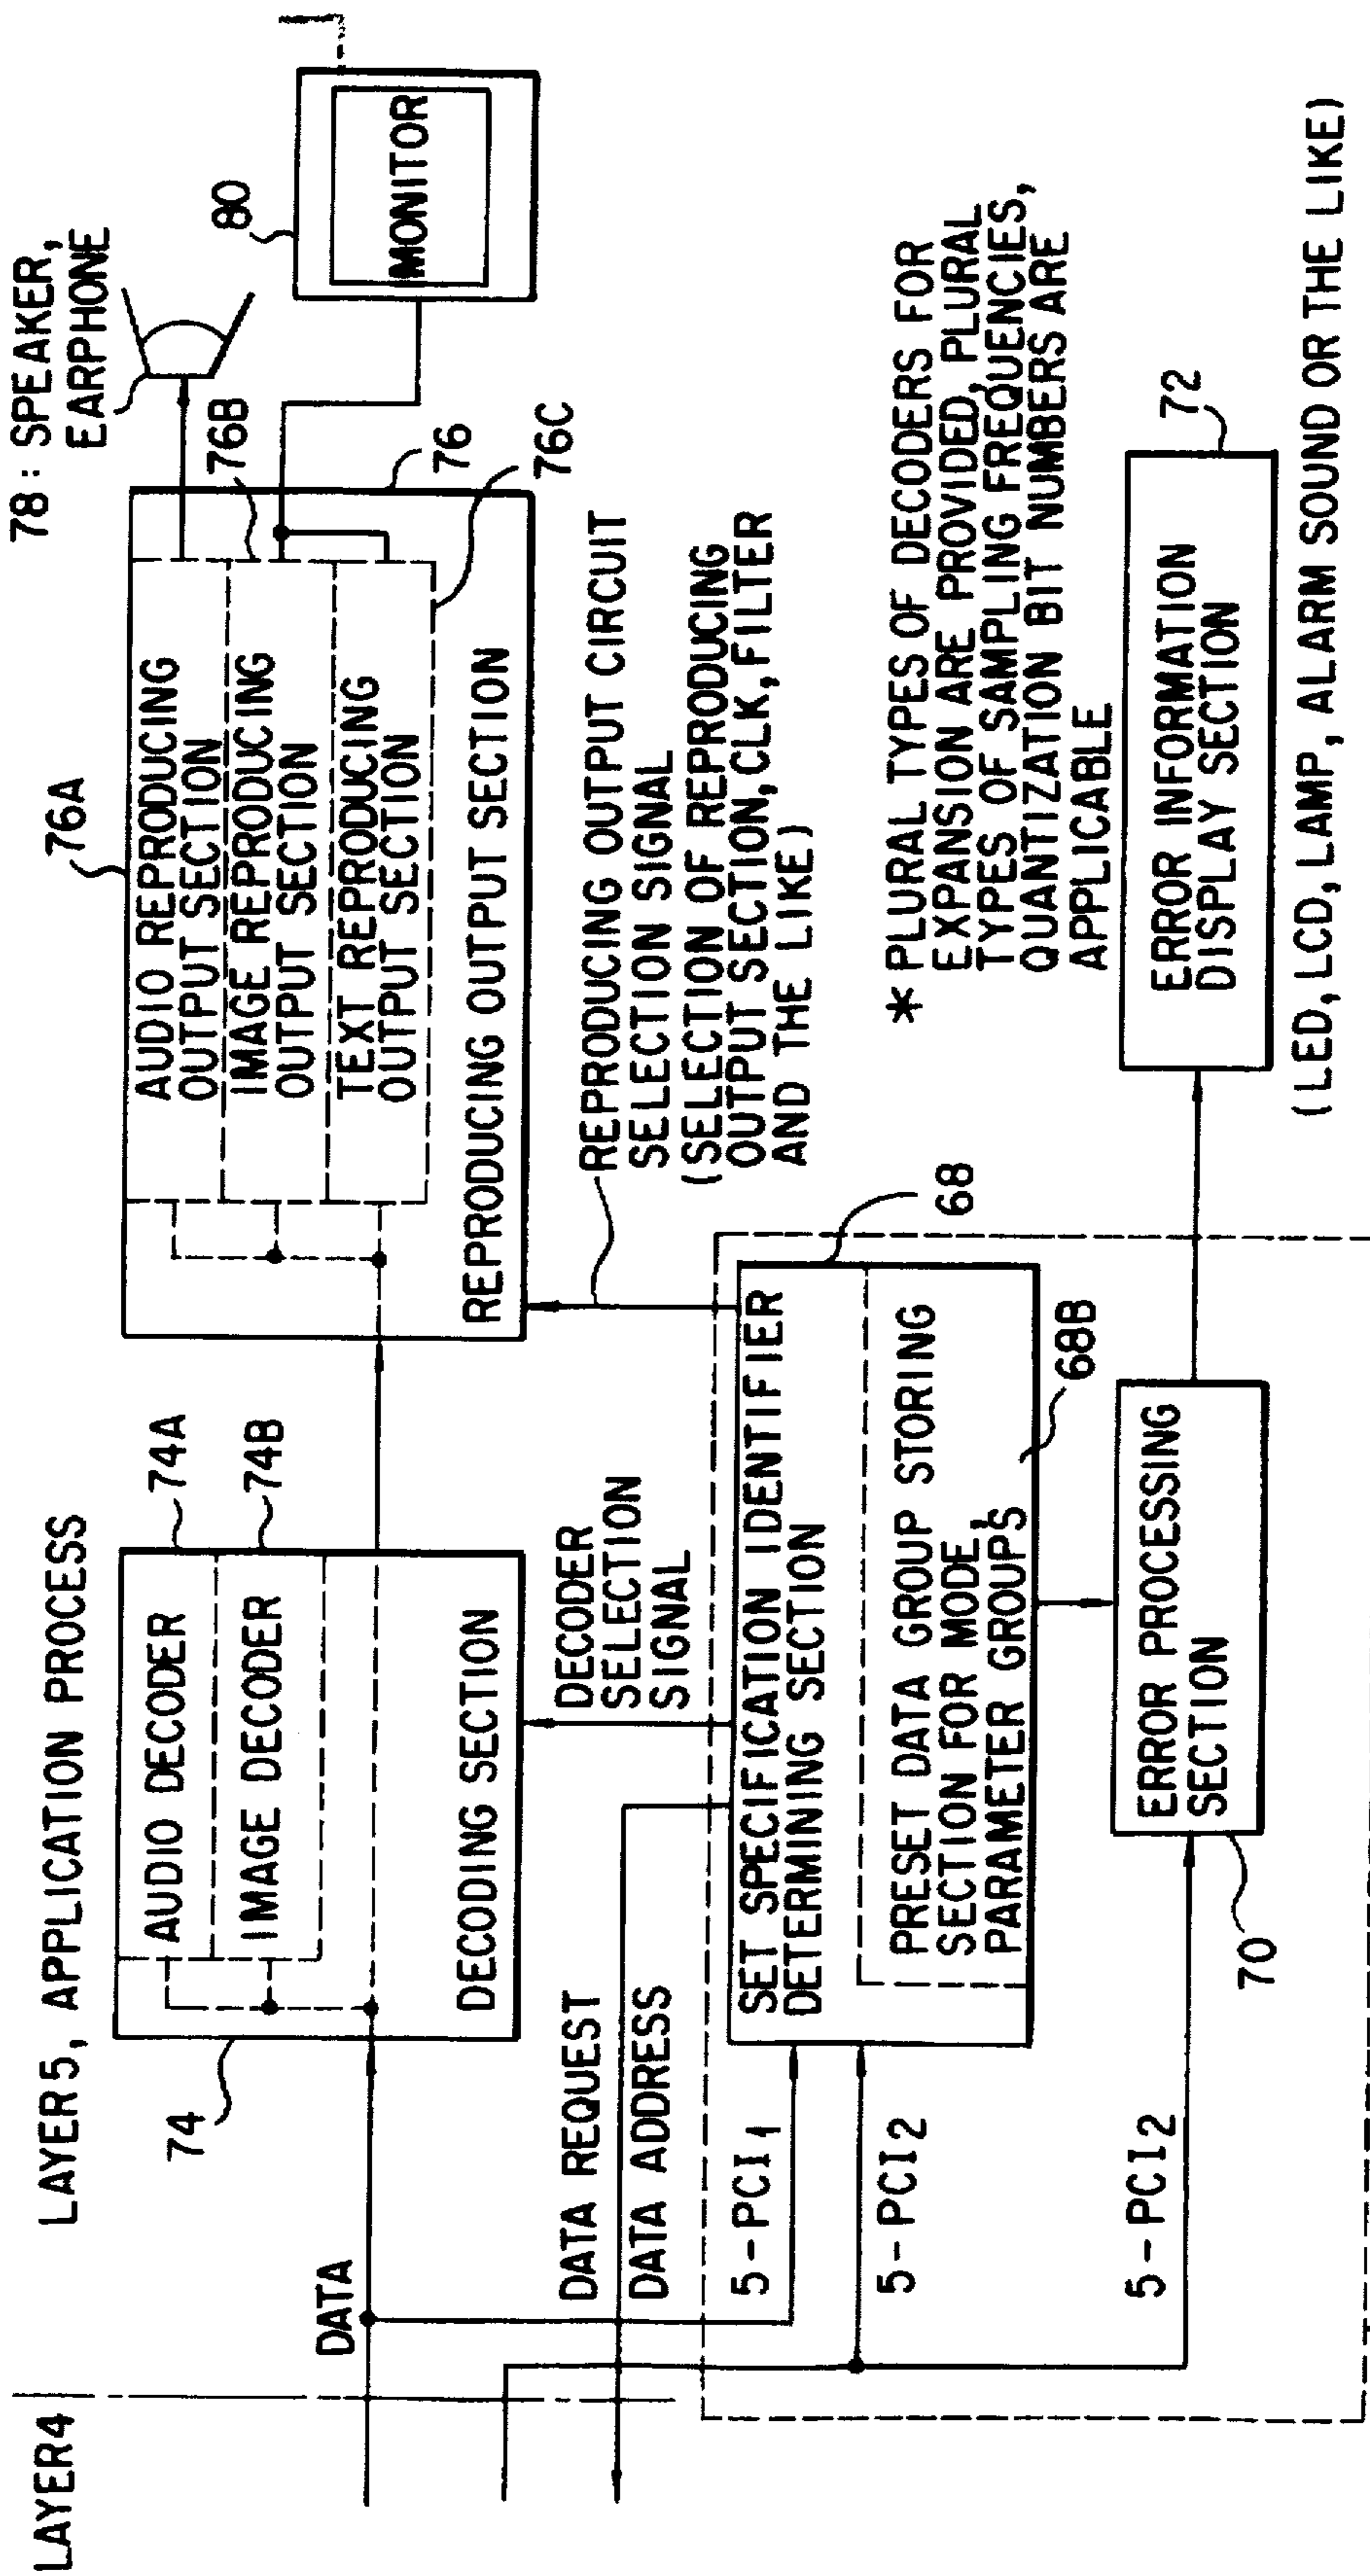 LAYER4
LAYER5, APPLICATION PROCESS
78 : SPEAKER,
EARPHONE
74
74A
74B
AUDIO DECODER
IMAGE DECODER
DECODING SECTION
DATA
76A
AUDIO REPRODUCING
OUTPUT SECTION
IMAGE REPRODUCING
OUTPUT SECTION
TEXT REPRODUCING
OUTPUT SECTION
REPRODUCING OUTPUT SECTION
76B
76
76C
80
MONITOR
DATA REQUEST
DATA ADDRESS
DECODER
SELECTION
SIGNAL
REPRODUCING OUTPUT CIRCUIT
SELECTION SIGNAL
(SELECTION OF REPRODUCING
OUTPUT SECTION, CLK, FILTER
AND THE LIKE)
5-PCI1
5-PCI2
SET SPECIFICATION IDENTIFIER
DETERMINING SECTION
68
PRESET DATA GROUP STORING
SECTION FOR MODE,
PARAMETER GROUPS
68B
* PLURAL TYPES OF DECODERS FOR
EXPANSION ARE PROVIDED, PLURAL
TYPES OF SAMPLING FREQUENCIES,
QUANTIZATION BIT NUMBERS ARE
APPLICABLE
5-PCI2
ERROR PROCESSING
SECTION
70
ERROR INFORMATION
DISPLAY SECTION
72
(LED, LCD, LAMP, ALARM SOUND OR THE LIKE)